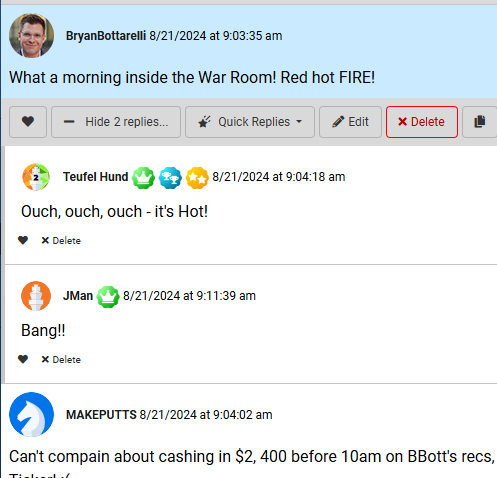 BryanBottarelli 8/21/2024 at 9:03:35 am
What a morning inside the War Room! Red hot FIRE!
Hide 2 replies... Quick Replies Edit Delete
2
Teufel Hund 8/21/2024 at 9:04:18 am
Ouch, ouch, ouch - it's Hot!
Delete
JMan 8/21/2024 at 9:11:39 am
Bang!!
Delete
MAKEPUTTS 8/21/2024 at 9:04:02 am
Can't compain about cashing in $2, 400 before 10am on BBott's recs,